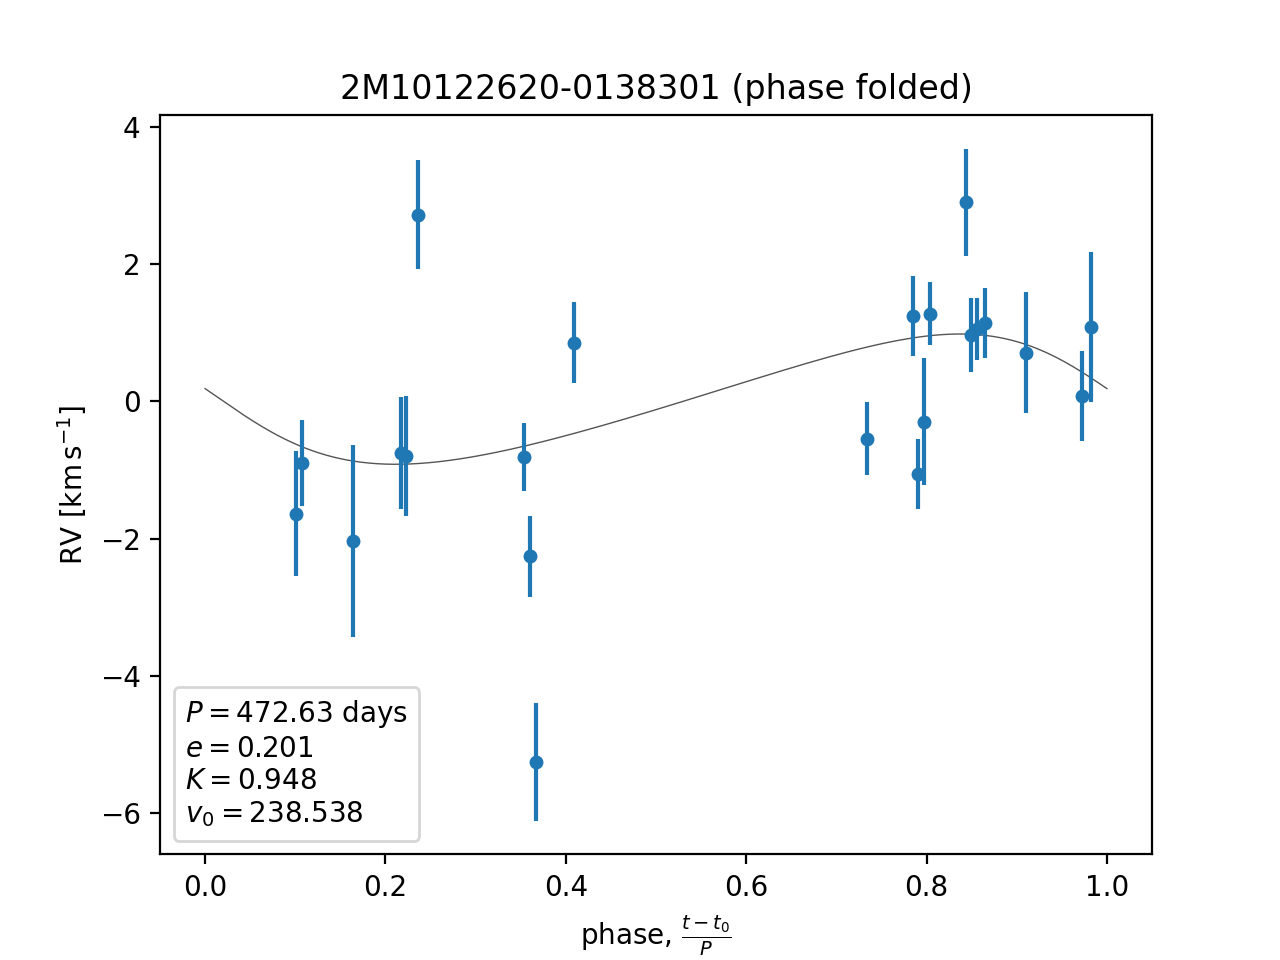 2M10122620-0138301 (phase folded)
4
2
0
−2
−4
−6
RV [km s⁻¹]
P = 472.63 days
e = 0.201
K = 0.948
v₀ = 238.538
0.0 0.2 0.4 0.6 0.8 1.0
phase, (t − t₀)/P